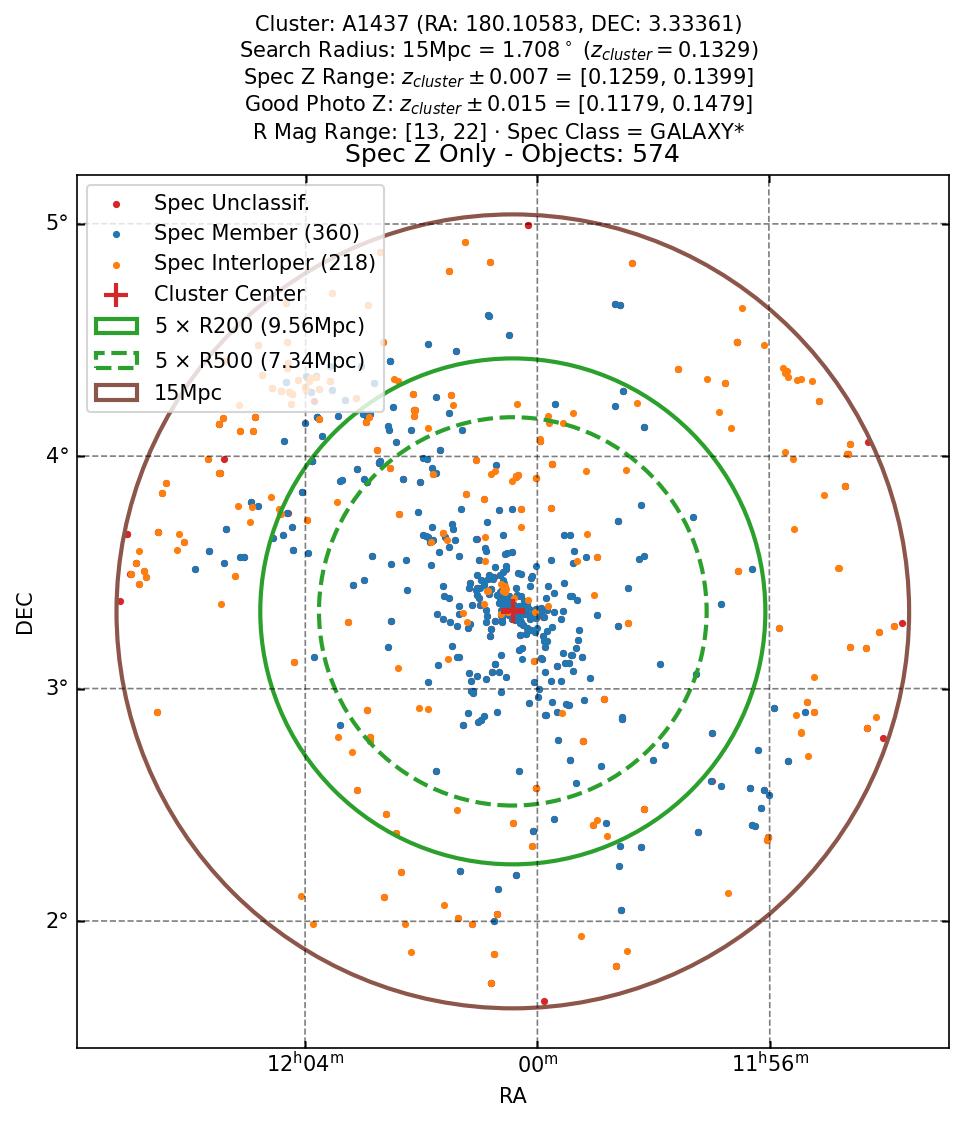 Cluster: A1437 (RA: 180.10583, DEC: 3.33361)
Search Radius: 15Mpc = 1.708° (z_cluster = 0.1329)
Spec Z Range: z_cluster ± 0.007 = [0.1259, 0.1399]
Good Photo Z: z_cluster ± 0.015 = [0.1179, 0.1479]
R Mag Range: [13, 22] · Spec Class = GALAXY*
Spec Z Only - Objects: 574
Spec Unclassif.
Spec Member (360)
Spec Interloper (218)
Cluster Center
5 × R200 (9.56Mpc)
5 × R500 (7.34Mpc)
15Mpc
5°
4°
3°
2°
DEC
12h04m 00m 11h56m
RA